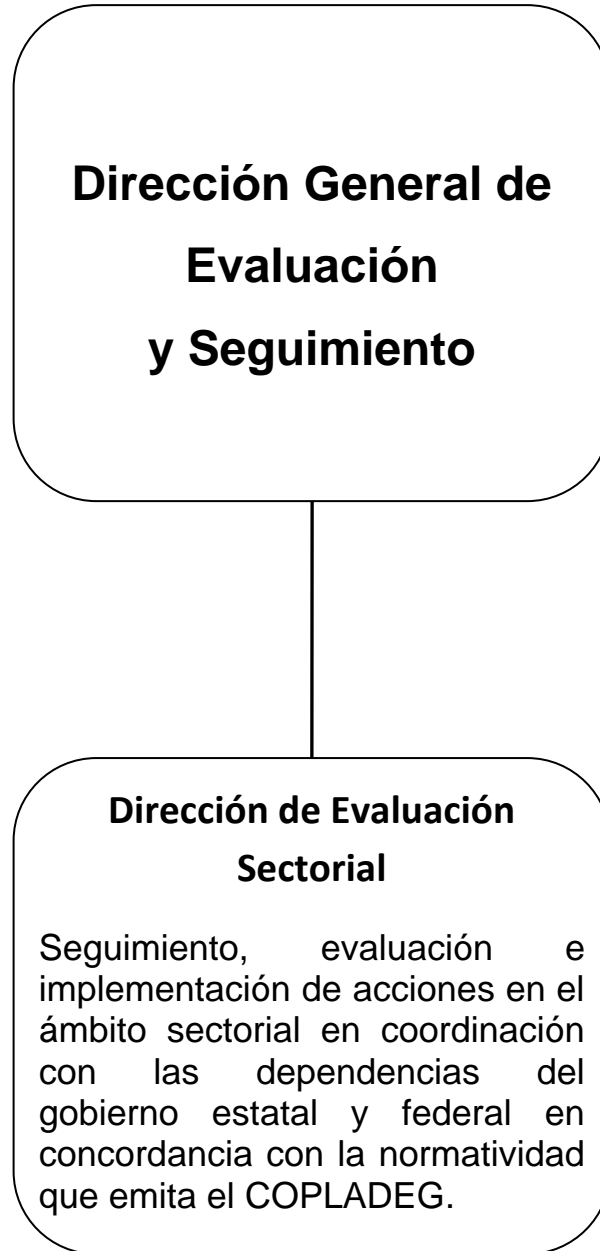 Dirección General de
Evaluación
y Seguimiento
Dirección de Evaluación
Sectorial
Seguimiento, evaluación e
implementación de acciones en el
ámbito sectorial en coordinación
con las dependencias del
gobierno estatal y federal en
concordancia con la normatividad
que emita el COPLADEG.